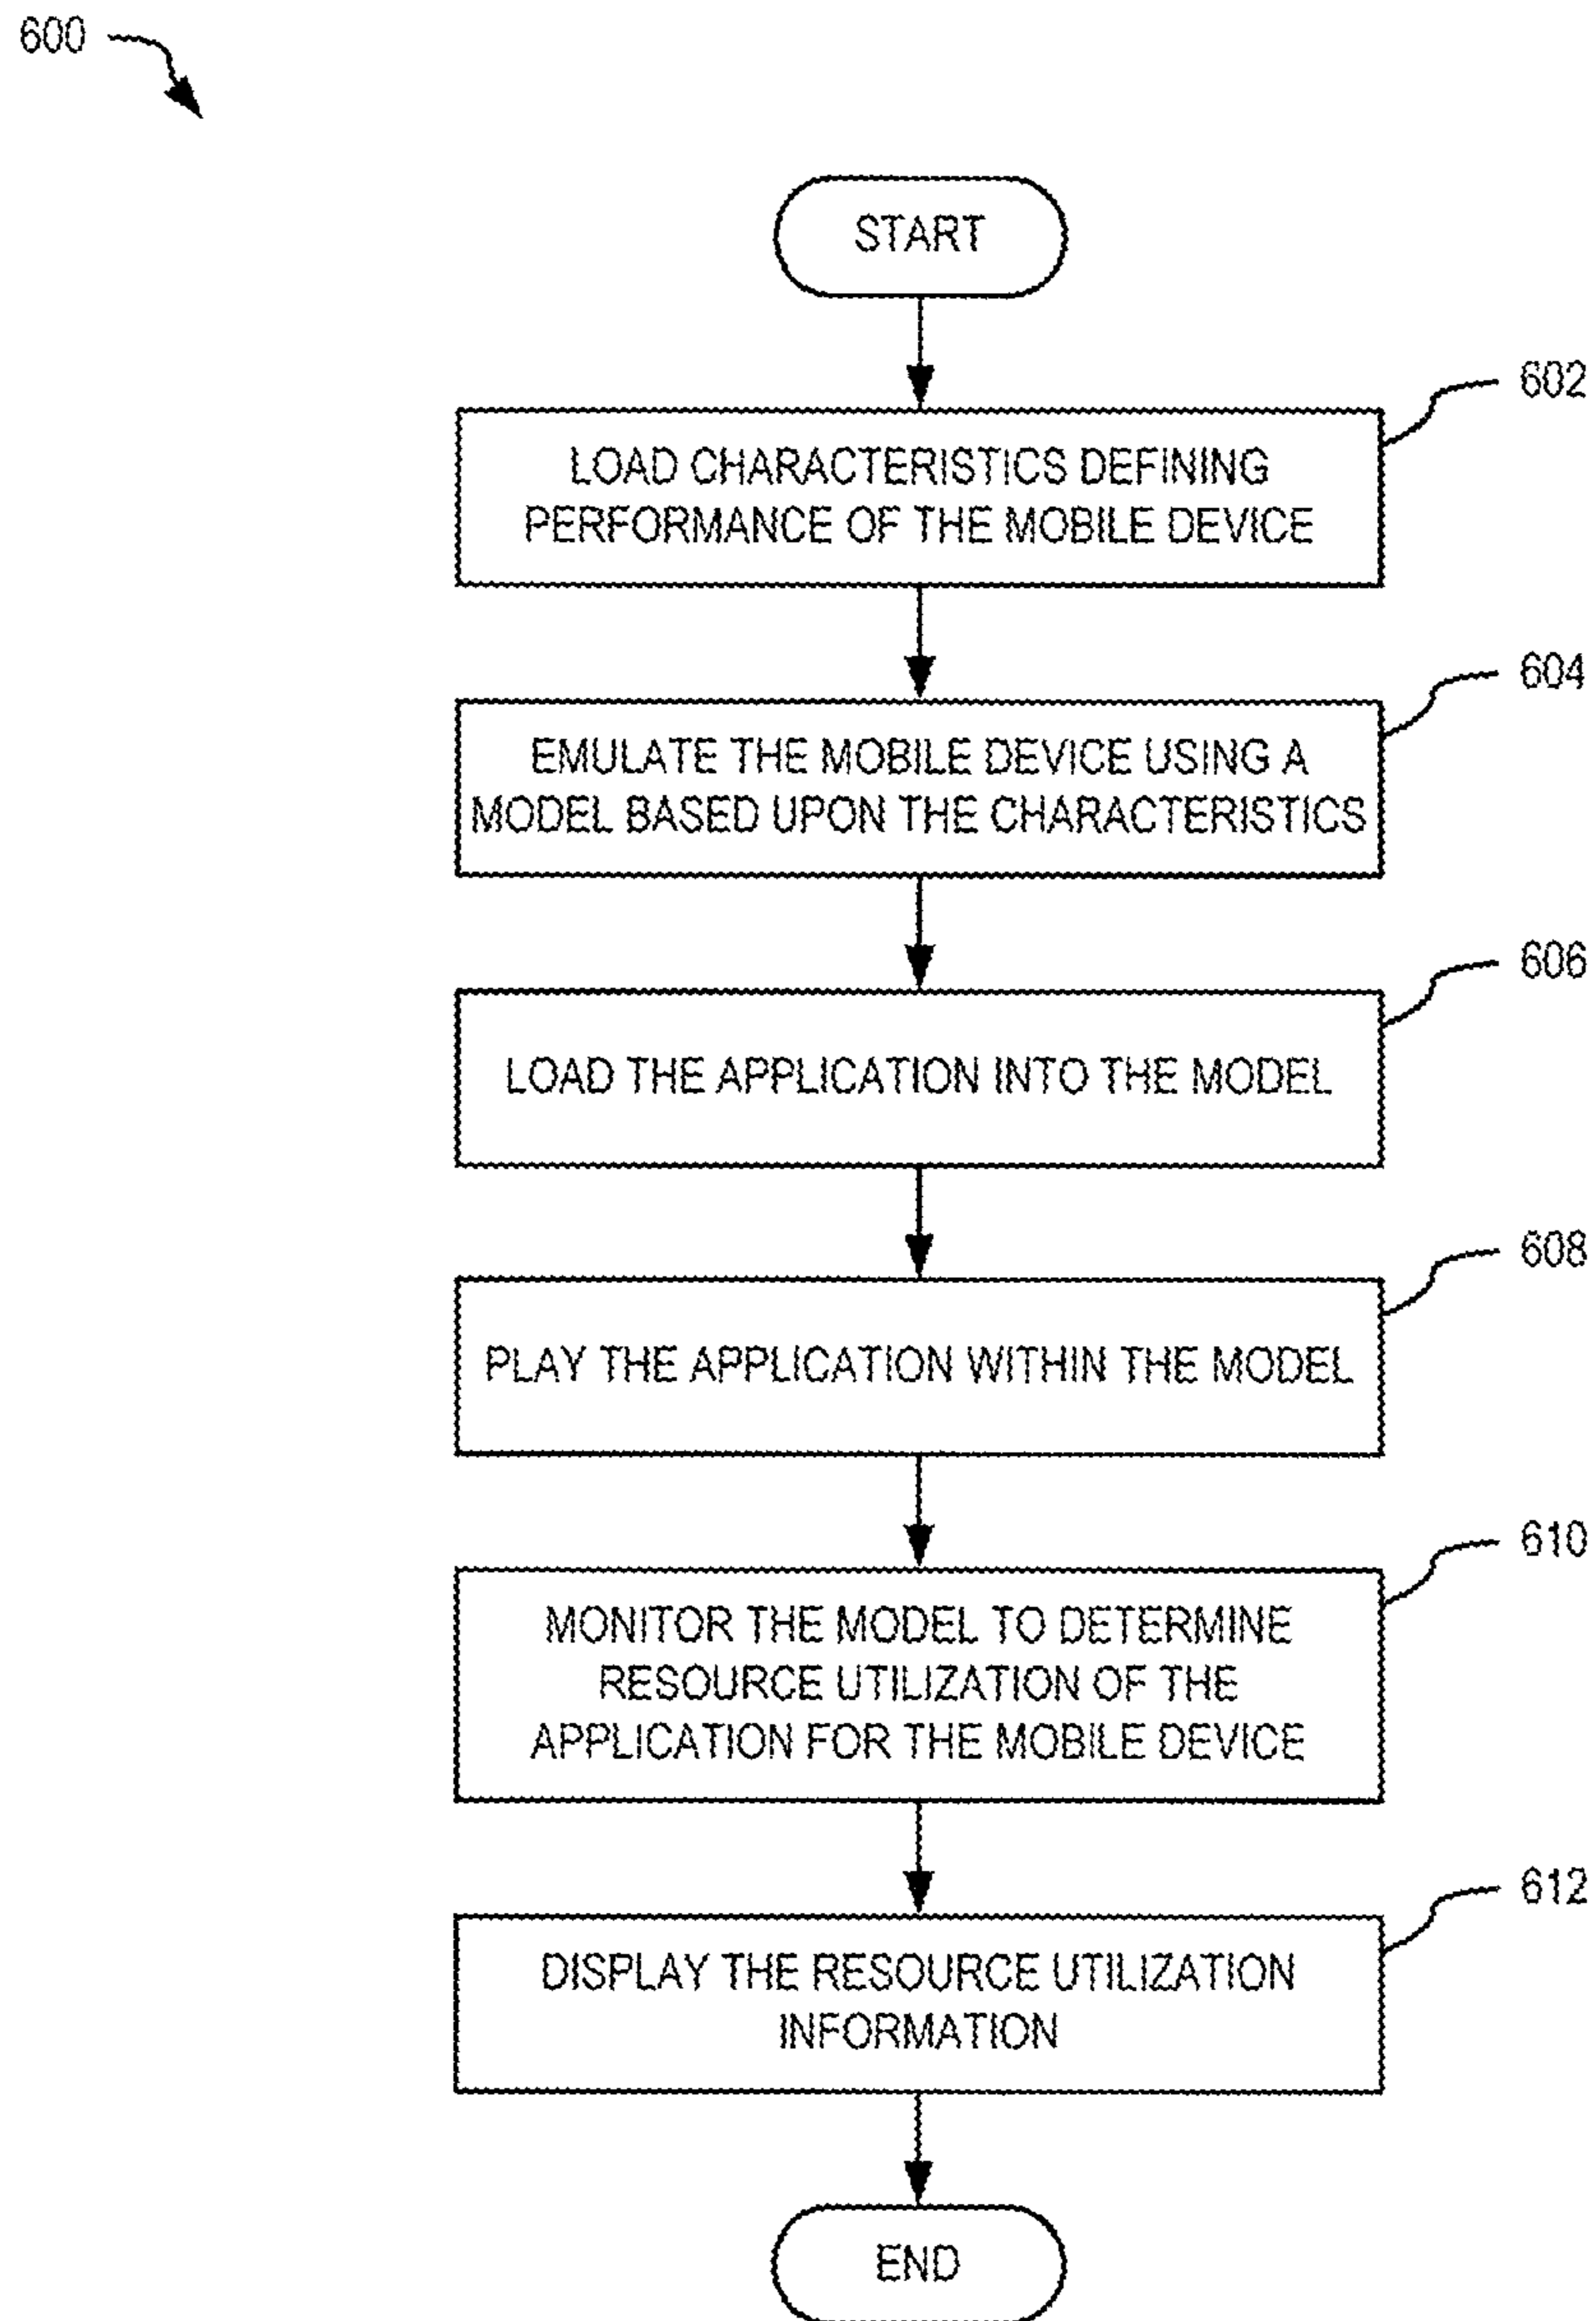 600
START
602
LOAD CHARACTERISTICS DEFINING
PERFORMANCE OF THE MOBILE DEVICE
604
EMULATE THE MOBILE DEVICE USING A
MODEL BASED UPON THE CHARACTERISTICS
606
LOAD THE APPLICATION INTO THE MODEL
608
PLAY THE APPLICATION WITHIN THE MODEL
610
MONITOR THE MODEL TO DETERMINE
RESOURCE UTILIZATION OF THE
APPLICATION FOR THE MOBILE DEVICE
612
DISPLAY THE RESOURCE UTILIZATION
INFORMATION
END